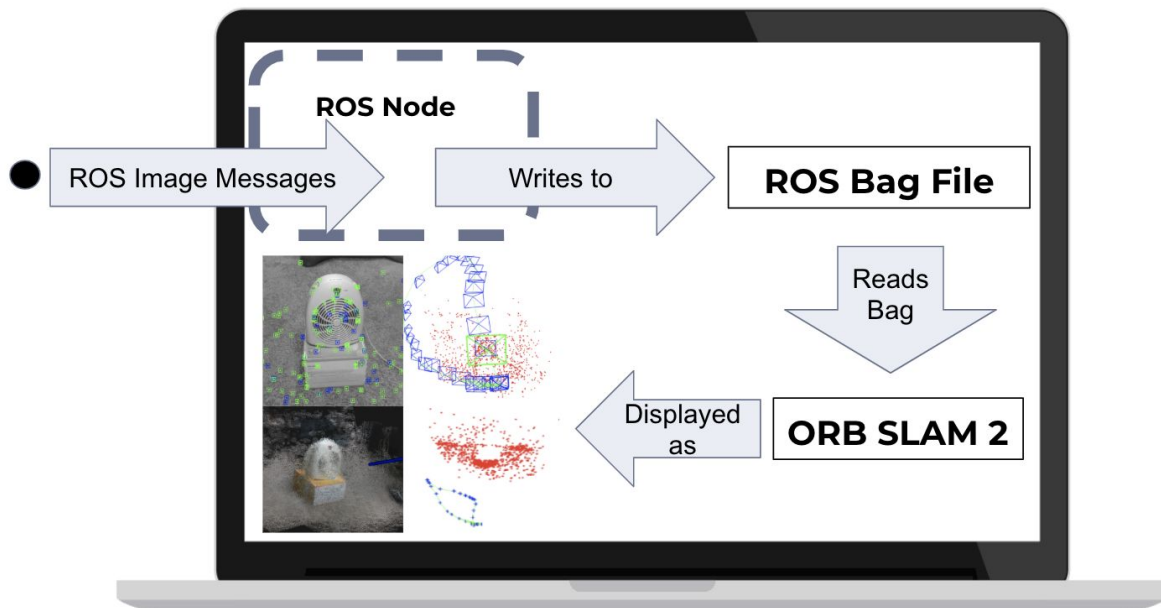 ROS Node
ROS Image Messages
Writes to
ROS Bag File
Reads
Bag
ORB SLAM 2
Displayed
as